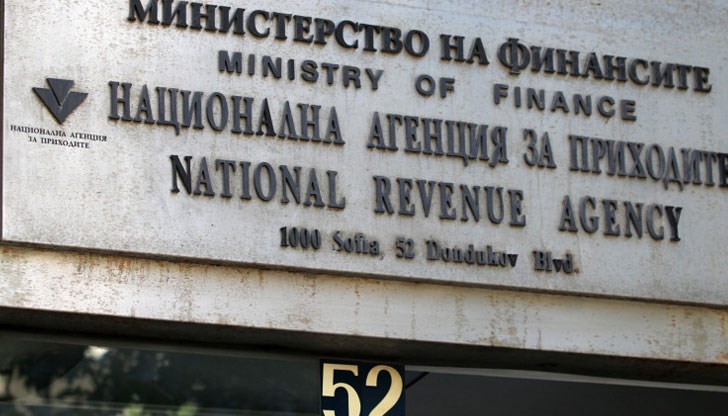 МИНИСТЕРСТВО НА ФИНАНСИТЕ
MINISTRY OF FINANCE
НАЦИОНАЛНА АГЕНЦИЯ ЗА ПРИХОДИТЕ
NATIONAL REVENUE AGENCY
1000 Sofia, 52 Dondukov Blvd.
НАЦИОНАЛНА АГЕНЦИЯ
ЗА ПРИХОДИТЕ
52